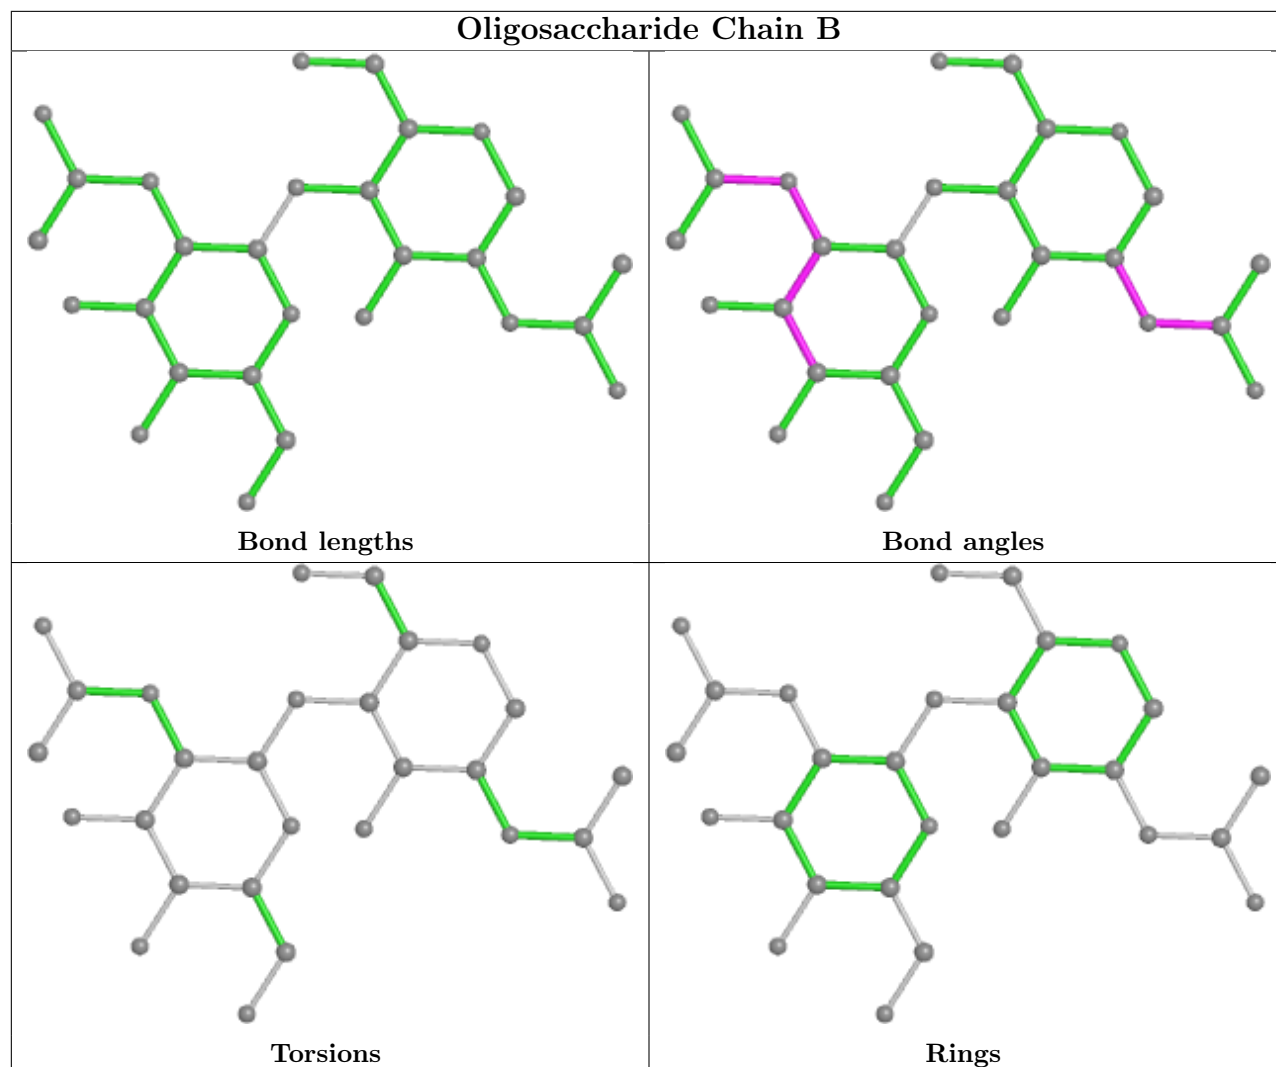 Oligosaccharide Chain B
Bond lengths
Bond angles
Torsions
Rings